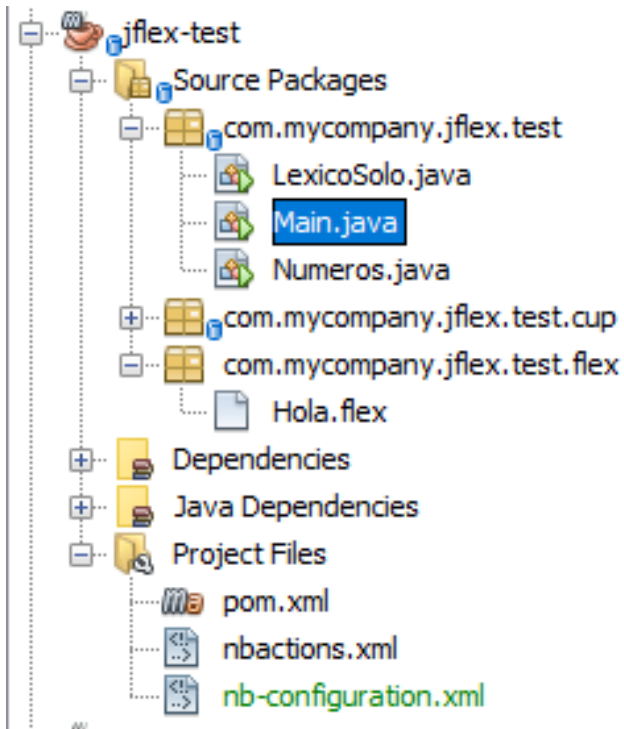 jflex-test
Source Packages
com.mycompany.jflex.test
LexicoSolo.java
Main.java
Numeros.java
com.mycompany.jflex.test.cup
com.mycompany.jflex.test.flex
Hola.flex
Dependencies
Java Dependencies
Project Files
pom.xml
nbactions.xml
nb-configuration.xml